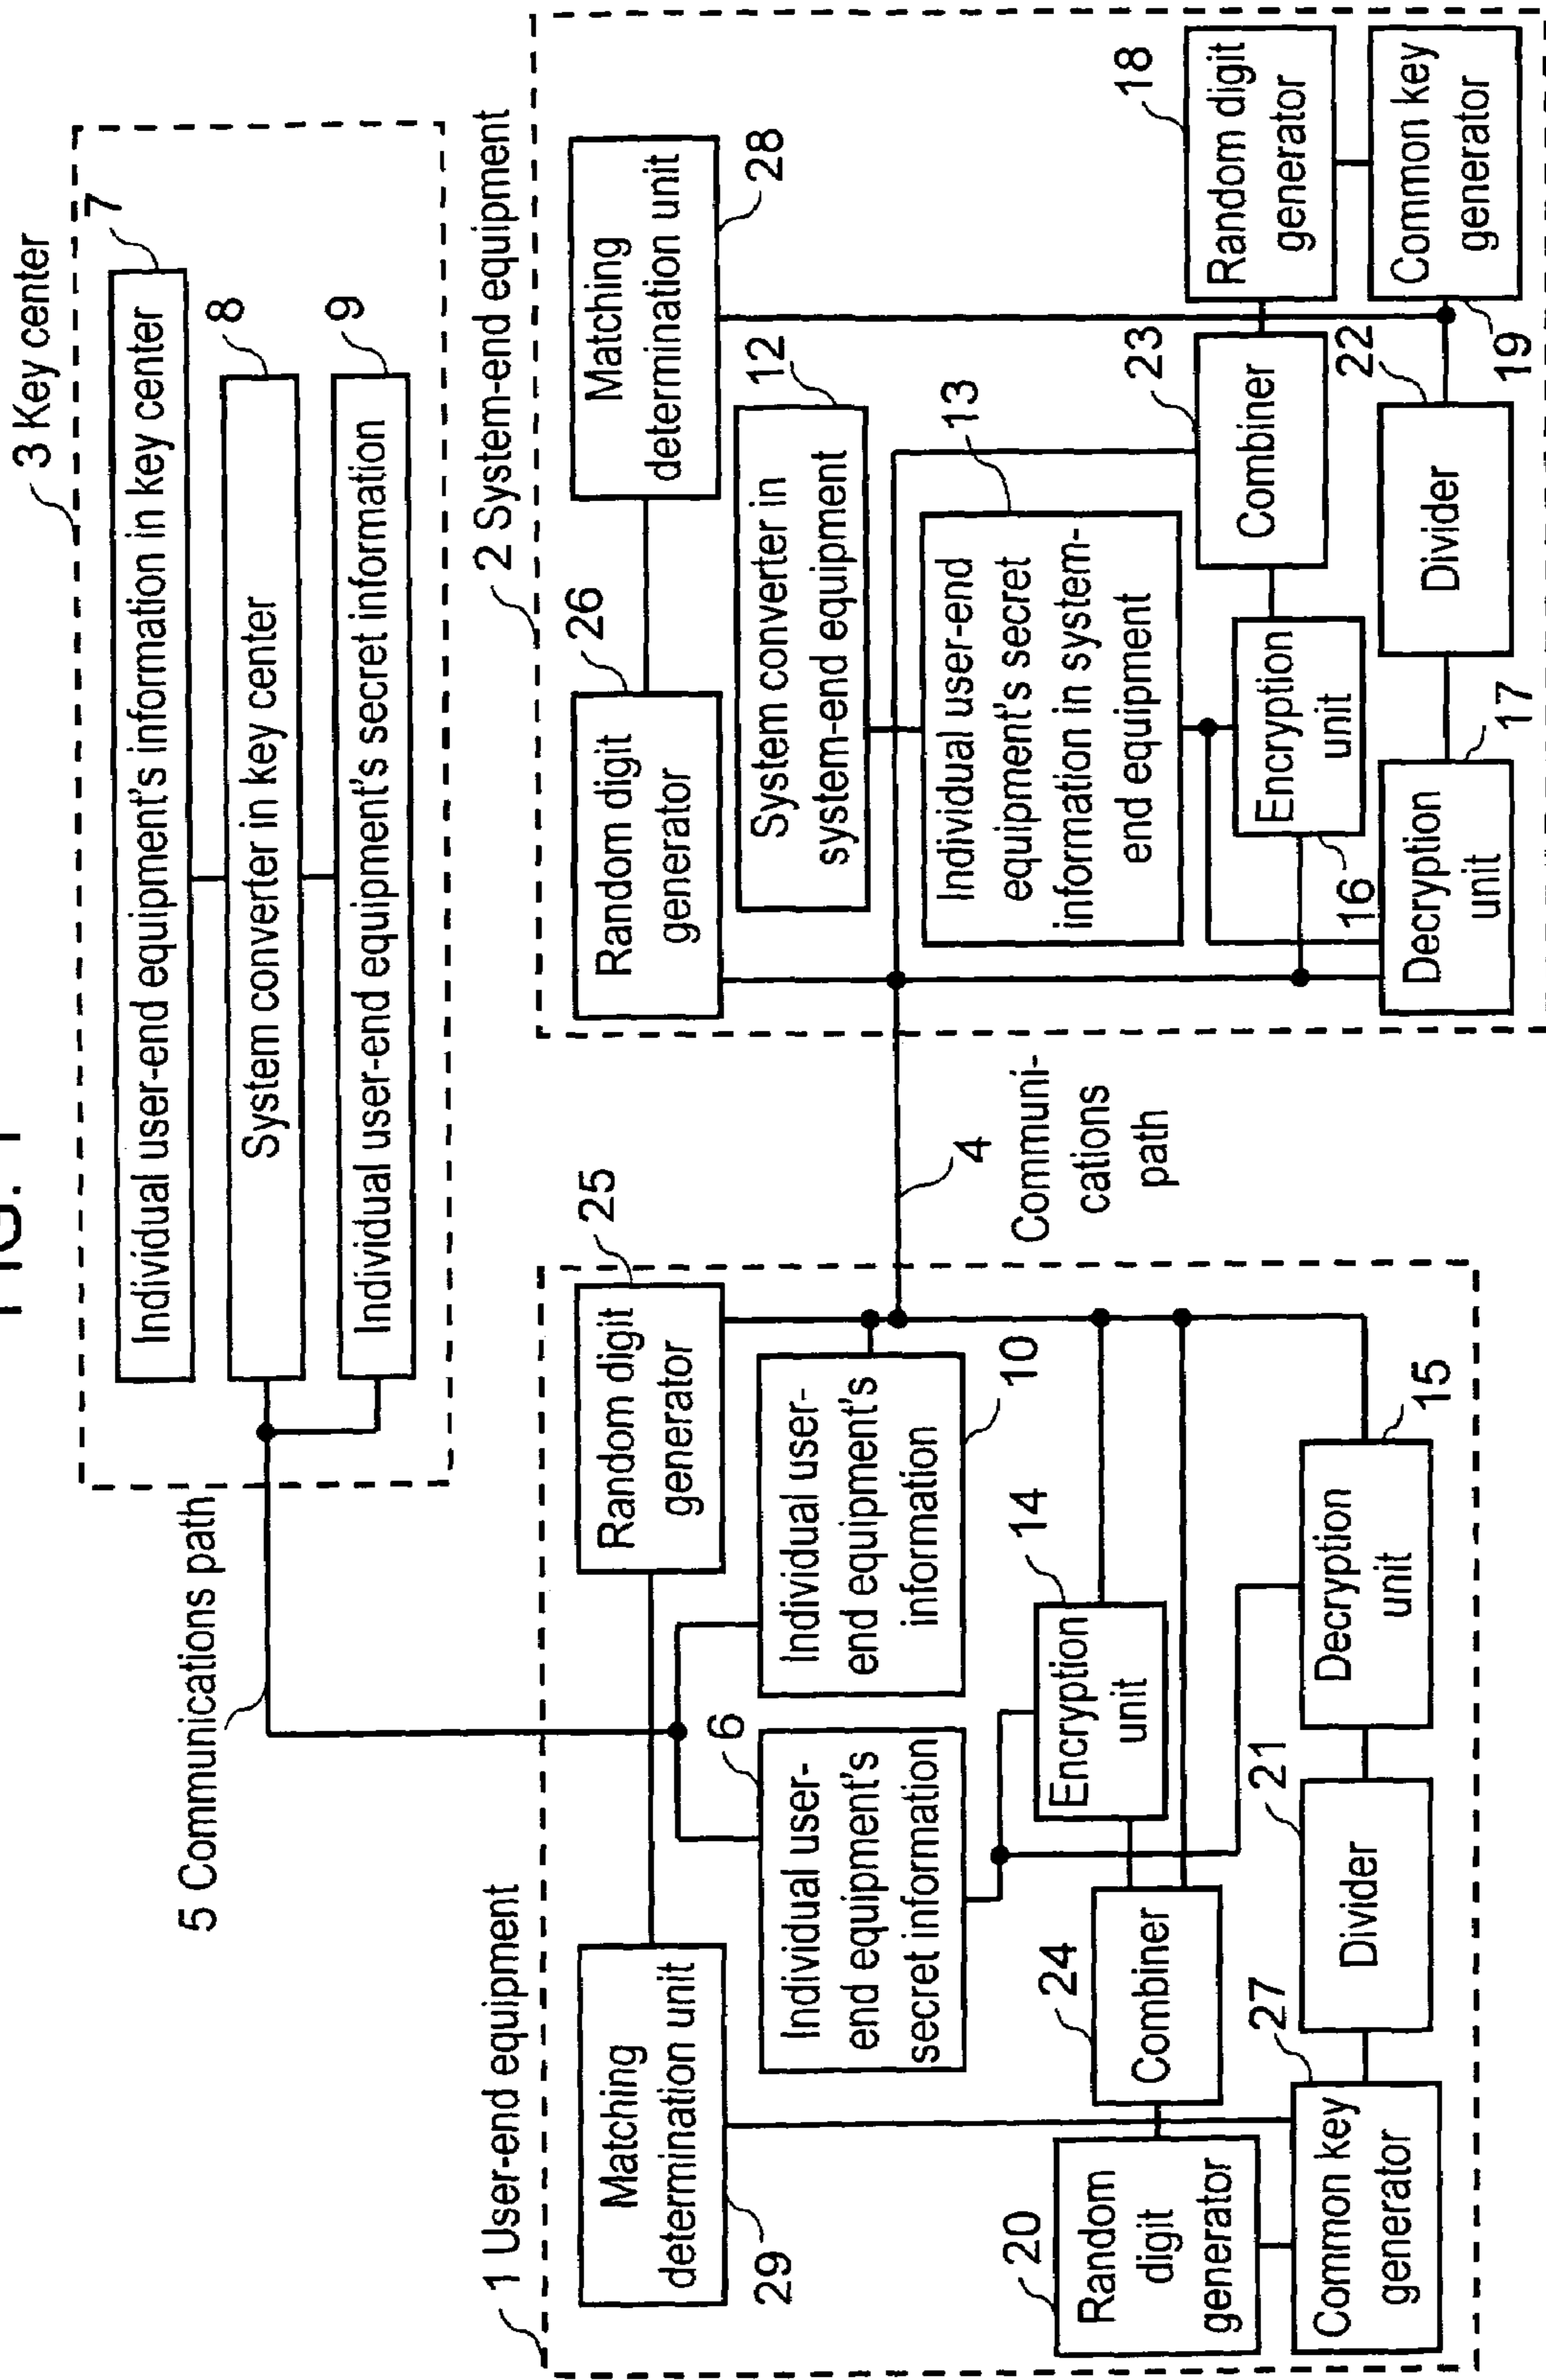 FIG. 1
3 Key center
7
Individual user-end equipment's information in key center
8
System converter in key center
9
Individual user-end equipment's secret information
5 Communications path
1 User-end equipment
Matching
determination unit
29
Random digit
generator
25
6
Individual user-
end equipment's
secret information
Individual user-
end equipment's
information
10
14
Encryption
unit
24
Combiner
20
Random
digit
generator
27
Common key
generator
21
Divider
Decryption
unit
15
4
Communi-
cations
path
2 System-end equipment
26
Random digit
generator
Matching
determination unit
28
System converter in
system-end equipment
12
Individual user-end
equipment's secret
information in system-
end equipment
13
Encryption
unit
16
23
Combiner
18
Random digit
generator
Decryption
unit
17
Divider
22
Common key
generator
19